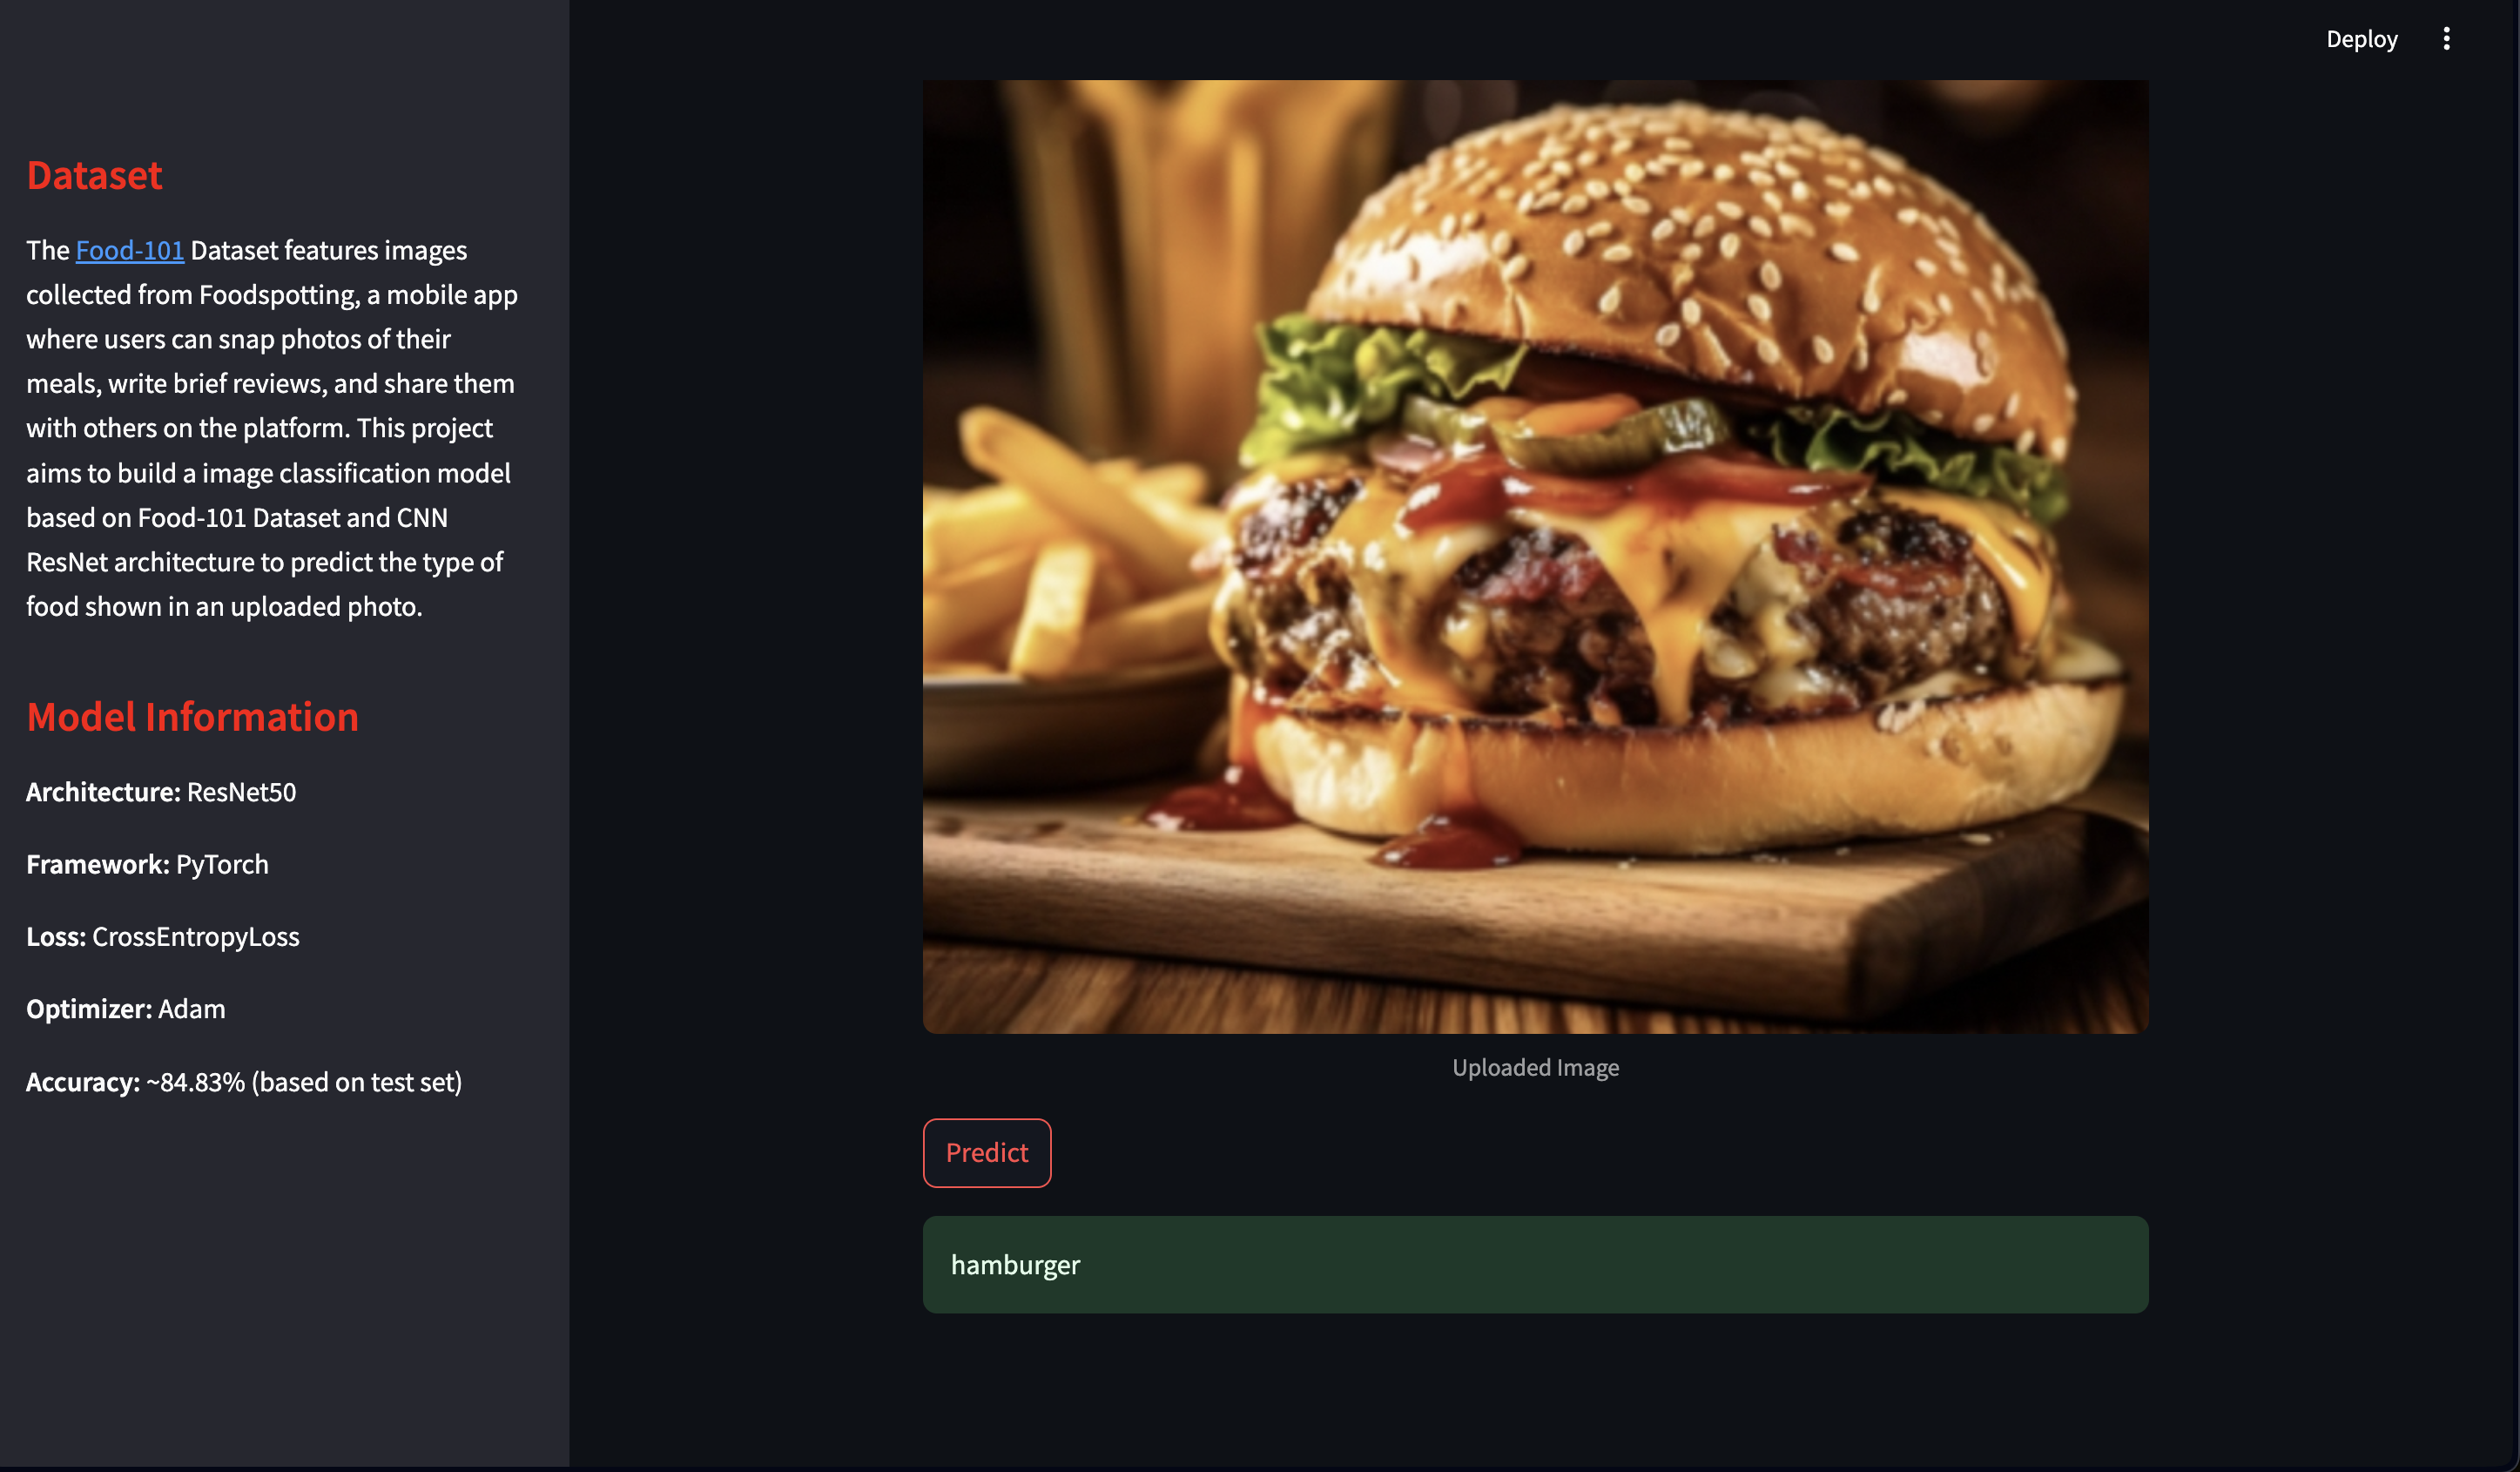 Deploy
Dataset
The Food-101 Dataset features images
collected from Foodspotting, a mobile app
where users can snap photos of their
meals, write brief reviews, and share them
with others on the platform. This project
aims to build a image classification model
based on Food-101 Dataset and CNN
ResNet architecture to predict the type of
food shown in an uploaded photo.
Model Information
Architecture: ResNet50
Framework: PyTorch
Loss: CrossEntropyLoss
Optimizer: Adam
Accuracy: ~84.83% (based on test set)
Uploaded Image
Predict
hamburger